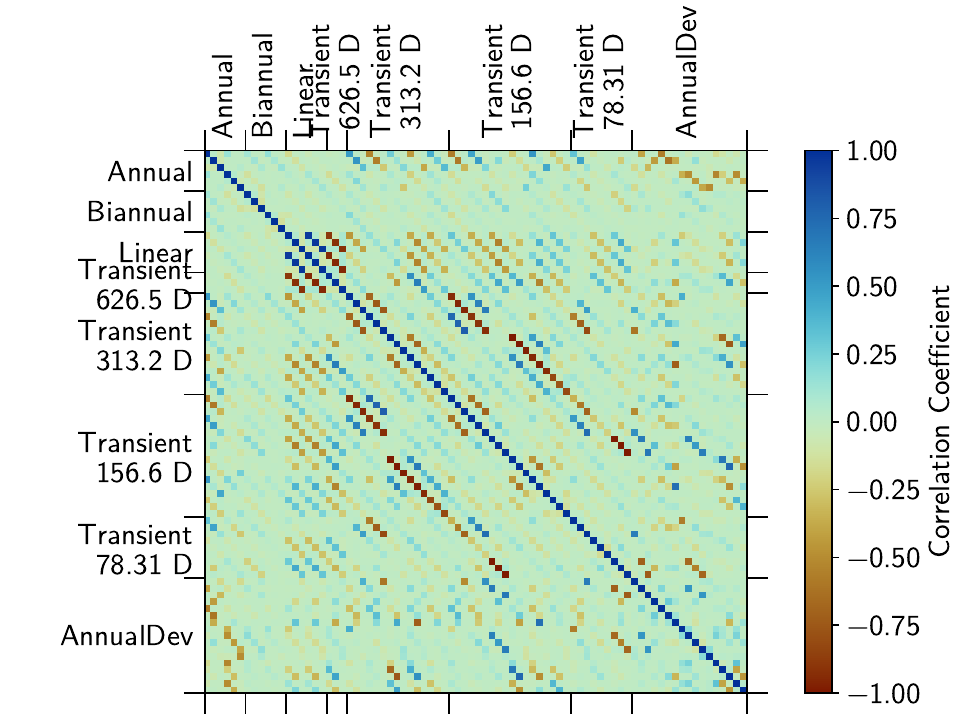 Annual
Biannual
Linear
Transient
626.5 D
Transient
313.2 D
Transient
156.6 D
Transient
78.31 D
AnnualDev
Annual
Biannual
Linear
Transient
626.5 D
Transient
313.2 D
Transient
156.6 D
Transient
78.31 D
AnnualDev
1.00
0.75
0.50
0.25
0.00
−0.25
−0.50
−0.75
−1.00
Correlation Coefficient